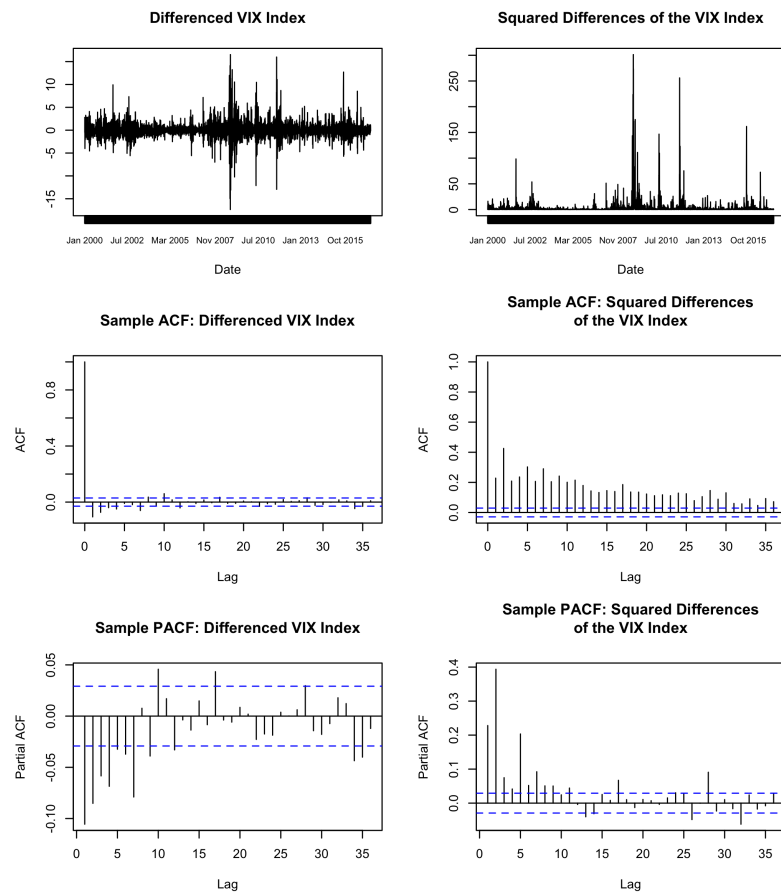 Differenced VIX Index
10
5
0
-5
-15
Jan 2000 Jul 2002 Mar 2005 Nov 2007 Jul 2010 Jan 2013 Oct 2015
Date
Squared Differences of the VIX Index
250
150
50
0
Jan 2000 Jul 2002 Mar 2005 Nov 2007 Jul 2010 Jan 2013 Oct 2015
Date
Sample ACF: Differenced VIX Index
ACF
0.8
0.4
0.0
0 5 10 15 20 25 30 35
Lag
Sample ACF: Squared Differences
of the VIX Index
ACF
1.0
0.8
0.6
0.4
0.2
0.0
0 5 10 15 20 25 30 35
Lag
Sample PACF: Differenced VIX Index
Partial ACF
0.05
0.00
-0.05
-0.10
0 5 10 15 20 25 30 35
Lag
Sample PACF: Squared Differences
of the VIX Index
Partial ACF
0.4
0.3
0.2
0.1
0.0
0 5 10 15 20 25 30 35
Lag